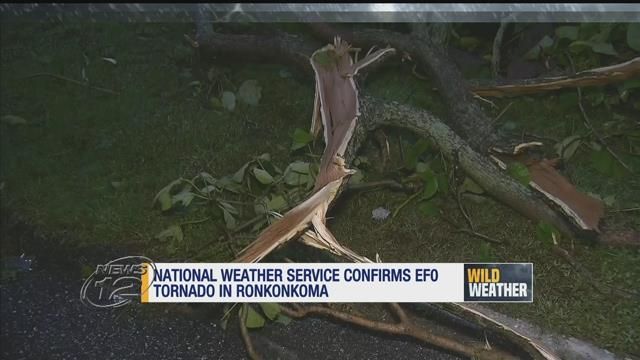 NATIONAL WEATHER SERVICE CONFIRMS EF0
TORNADO IN RONKONKOMA
WILD
WEATHER
NEWS
12